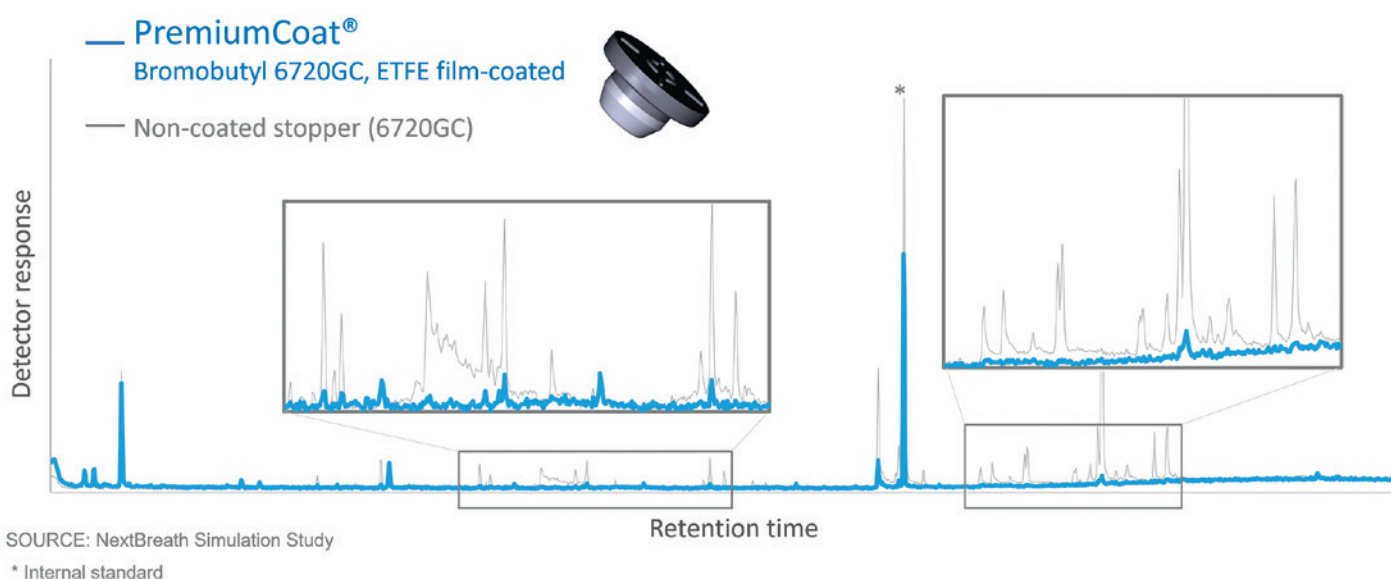 PremiumCoat®
Bromobutyl 6720GC, ETFE film-coated
Non-coated stopper (6720GC)
*
Detector response
Retention time
SOURCE: NextBreath Simulation Study
* Internal standard